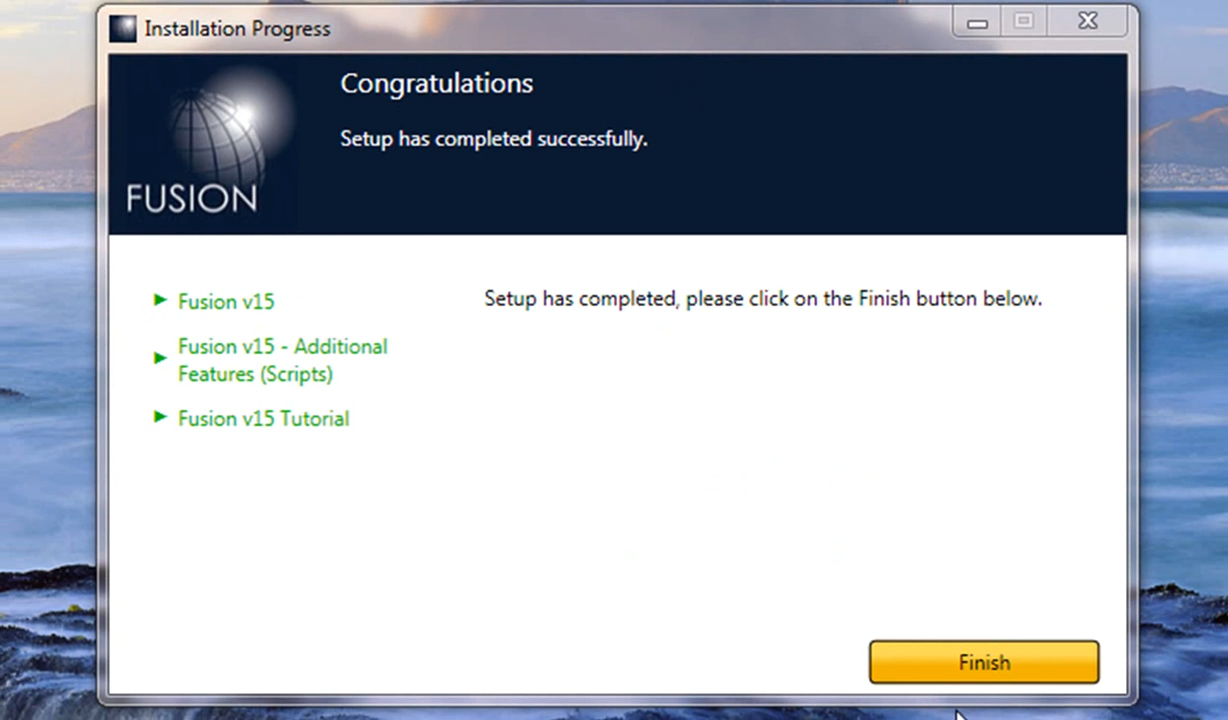 Installation Progress
Congratulations
Setup has completed successfully.
FUSION
Fusion v15
Fusion v15 - Additional
Features (Scripts)
Fusion v15 Tutorial
Setup has completed, please click on the Finish button below.
Finish